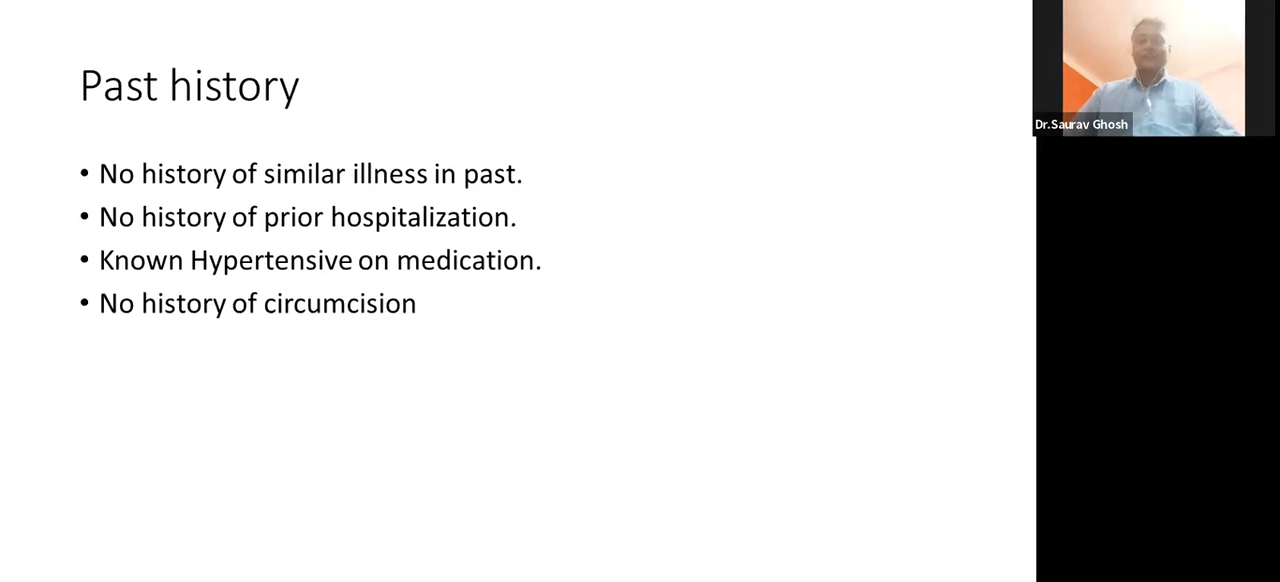 Past history
• No history of similar illness in past.
• No history of prior hospitalization.
• Known Hypertensive on medication.
• No history of circumcision
Dr.Saurav Ghosh